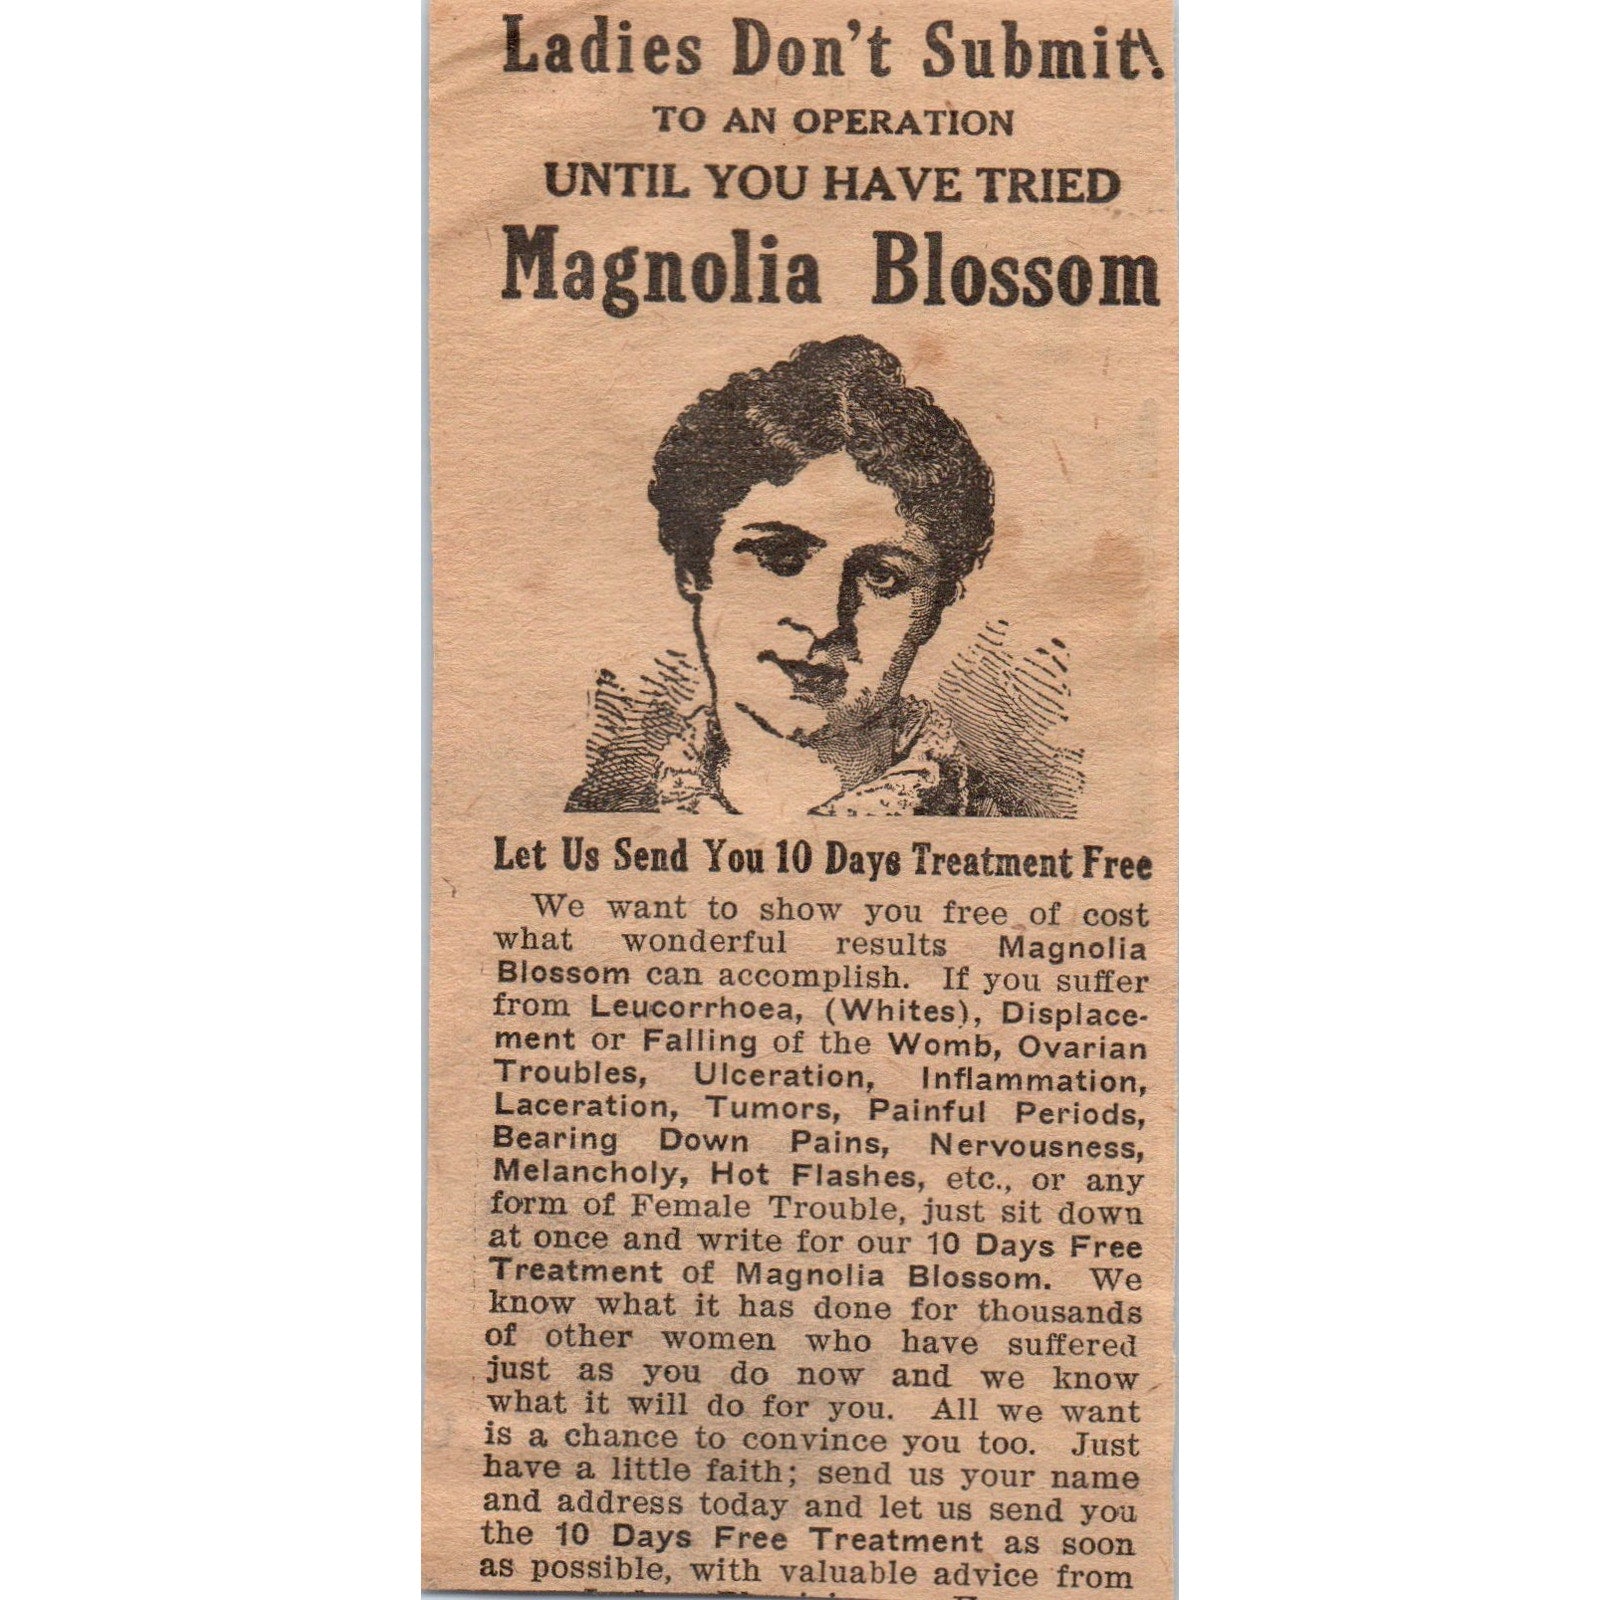 Ladies Don't Submit!
TO AN OPERATION
UNTIL YOU HAVE TRIED
Magnolia Blossom
Let Us Send You 10 Days Treatment Free
We want to show you free of cost
what wonderful results Magnolia
Blossom can accomplish. If you suffer
from Leucorrhoea, (Whites), Displace-
ment or Falling of the Womb, Ovarian
Troubles, Ulceration, Inflammation,
Laceration, Tumors, Painful Periods,
Bearing Down Pains, Nervousness,
Melancholy, Hot Flashes, etc., or any
form of Female Trouble, just sit down
at once and write for our 10 Days Free
Treatment of Magnolia Blossom. We
know what it has done for thousands
of other women who have suffered
just as you do now and we know
what it will do for you. All we want
is a chance to convince you too. Just
have a little faith; send us your name
and address today and let us send you
the 10 Days Free Treatment as soon
as possible, with valuable advice from